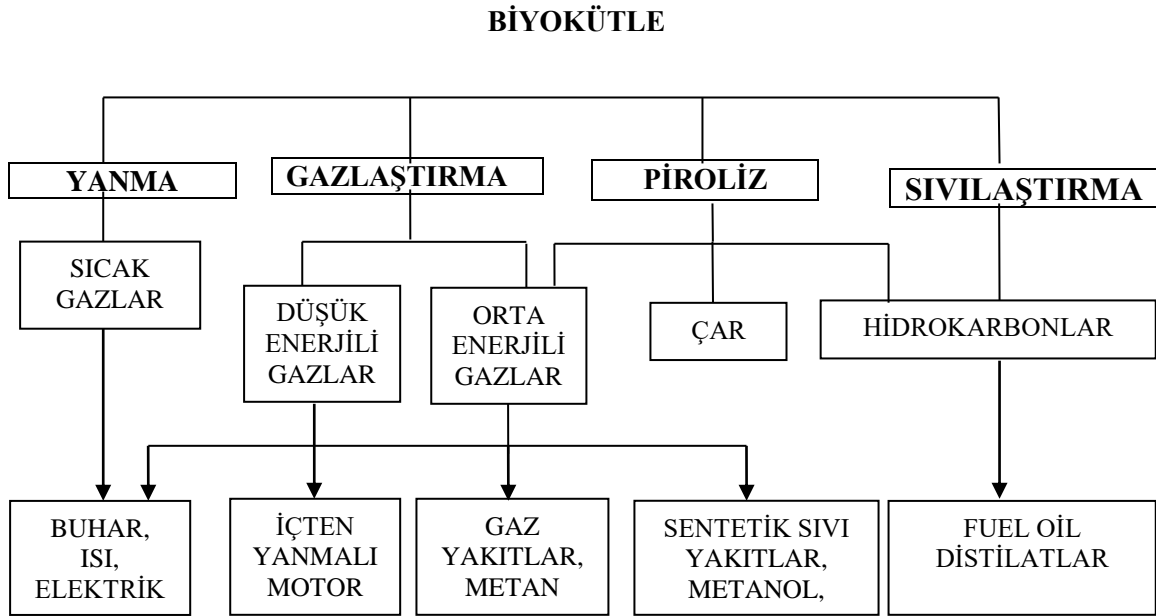 BİYOKÜTLE
YANMA
GAZLAŞTIRMA
PİROLİZ
SIVILAŞTIRMA
SICAK
GAZLAR
DÜŞÜK
ENERJİLİ
GAZLAR
ORTA
ENERJİLİ
GAZLAR
ÇAR
HİDROKARBONLAR
BUHAR,
ISI,
ELEKTRİK
İÇTEN
YANMALI
MOTOR
GAZ
YAKITLAR,
METAN
SENTETİK SIVI
YAKITLAR,
METANOL,
FUEL OİL
DİSTİLATLAR